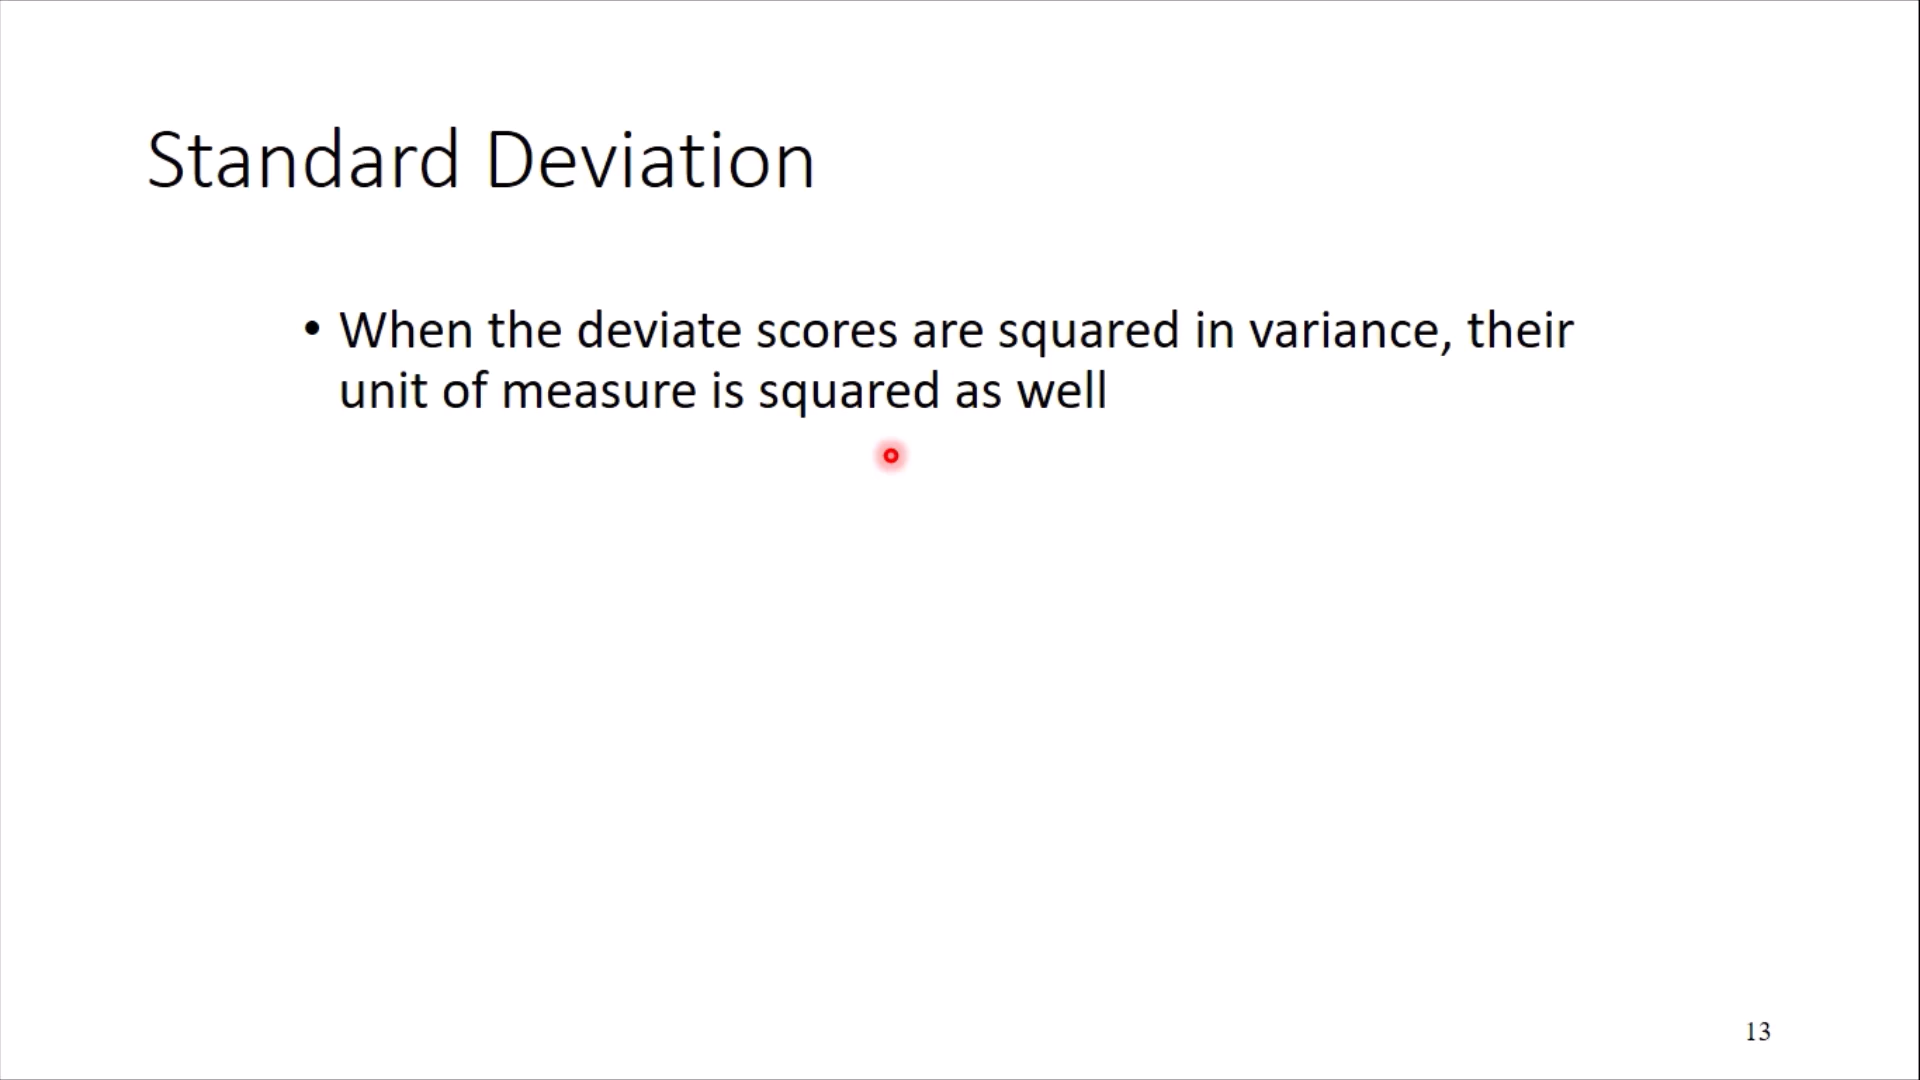 Standard Deviation
• When the deviate scores are squared in variance, their
unit of measure is squared as well
13